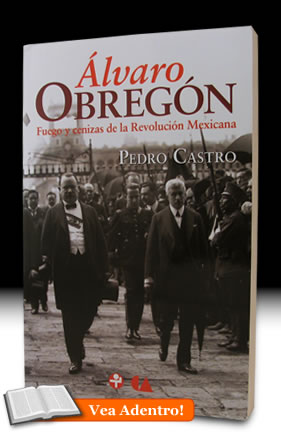 Álvaro
OBREGÓN
Fuego y cenizas de la Revolución Mexicana
PEDRO CASTRO
Vea Adentro!